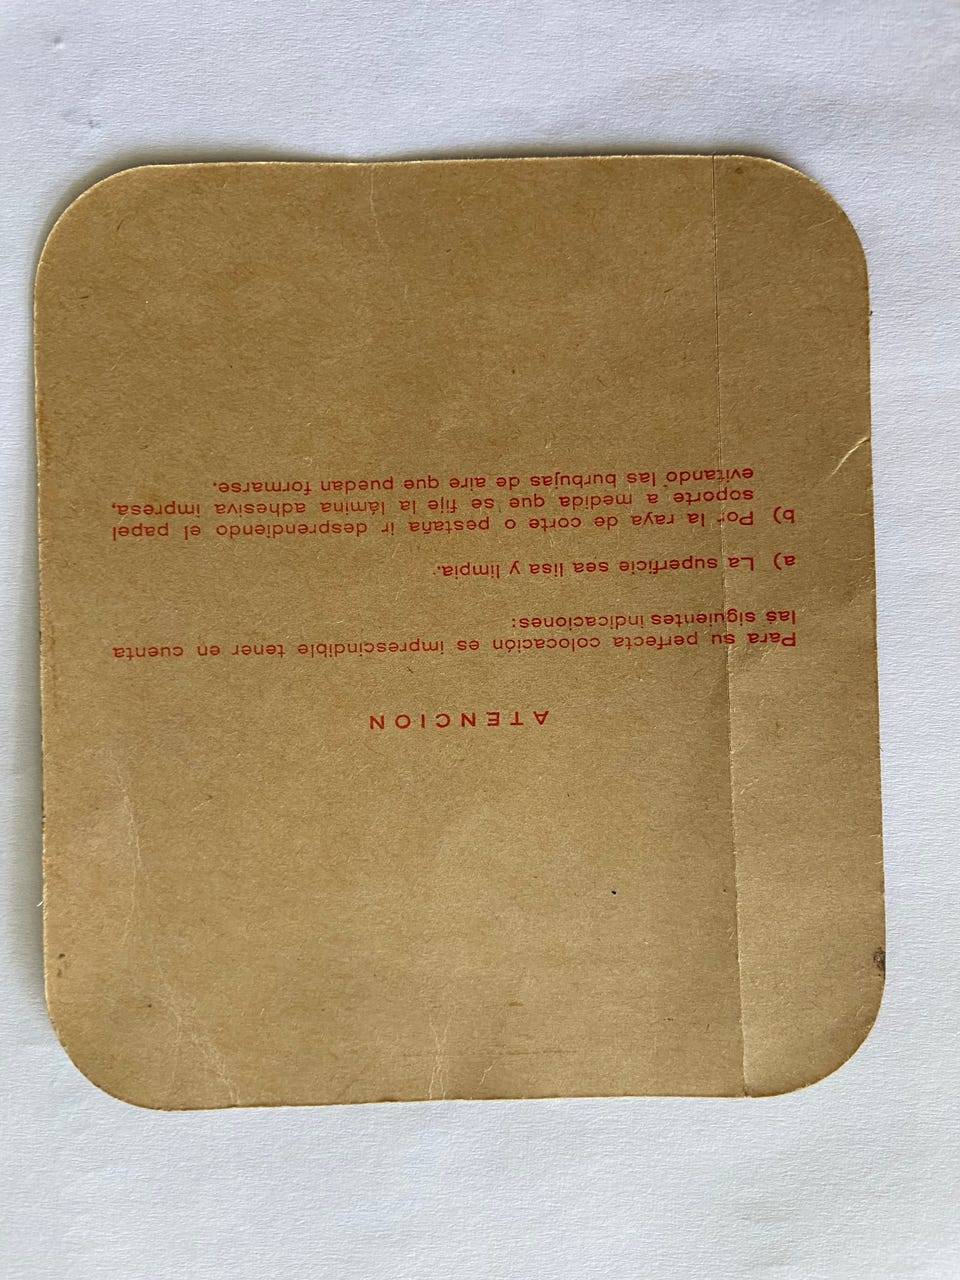 ATENCION
Para su perfecta colocación es imprescindible tener en cuenta
las siguientes indicaciones:
a) La superficie sea lisa y limpia.
b) Por la raya de corte o pestaña ir desprendiendo el papel
soporte a medida que se fije la lámina adhesiva impresa,
evitando las burbujas de aire que puedan formarse.